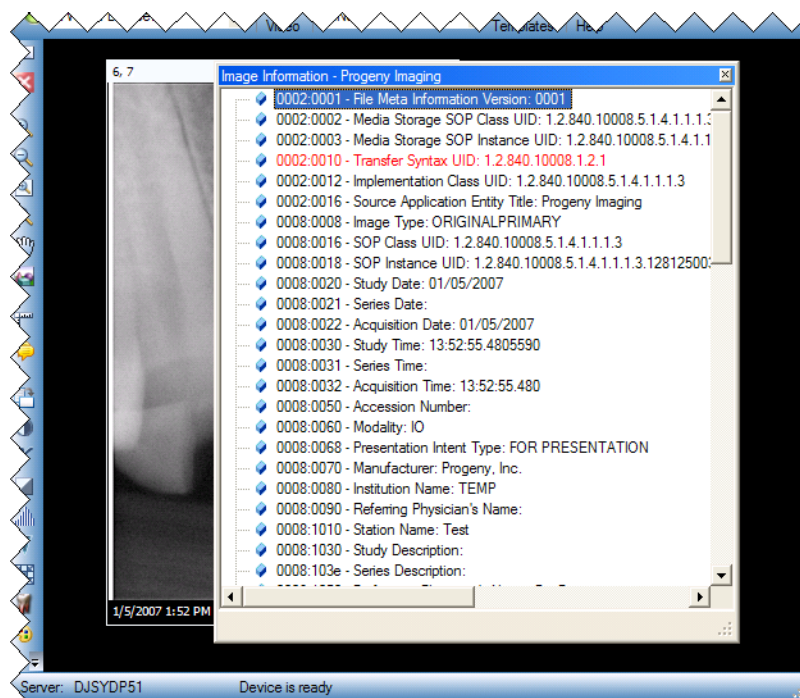 Video
Templates
Help
6, 7
Image Information - Progeny Imaging
0002:0001 - File Meta Information Version: 0001
0002:0002 - Media Storage SOP Class UID: 1.2.840.10008.5.1.4.1.1.1.3
0002:0003 - Media Storage SOP Instance UID: 1.2.840.10008.5.1.4.1.1
0002:0010 - Transfer Syntax UID: 1.2.840.10008.1.2.1
0002:0012 - Implementation Class UID: 1.2.840.10008.5.1.4.1.1.1.3
0002:0016 - Source Application Entity Title: Progeny Imaging
0008:0008 - Image Type: ORIGINALPRIMARY
0008:0016 - SOP Class UID: 1.2.840.10008.5.1.4.1.1.1.3
0008:0018 - SOP Instance UID: 1.2.840.10008.5.1.4.1.1.1.3.128125003
0008:0020 - Study Date: 01/05/2007
0008:0021 - Series Date:
0008:0022 - Acquisition Date: 01/05/2007
0008:0030 - Study Time: 13:52:55.4805590
0008:0031 - Series Time:
0008:0032 - Acquisition Time: 13:52:55.480
0008:0050 - Accession Number:
0008:0060 - Modality: IO
0008:0068 - Presentation Intent Type: FOR PRESENTATION
0008:0070 - Manufacturer: Progeny, Inc.
0008:0080 - Institution Name: TEMP
0008:0090 - Referring Physician's Name:
0008:1010 - Station Name: Test
0008:1030 - Study Description:
0008:103e - Series Description:
1/5/2007 1:52 PM
Server: DJSYDP51
Device is ready